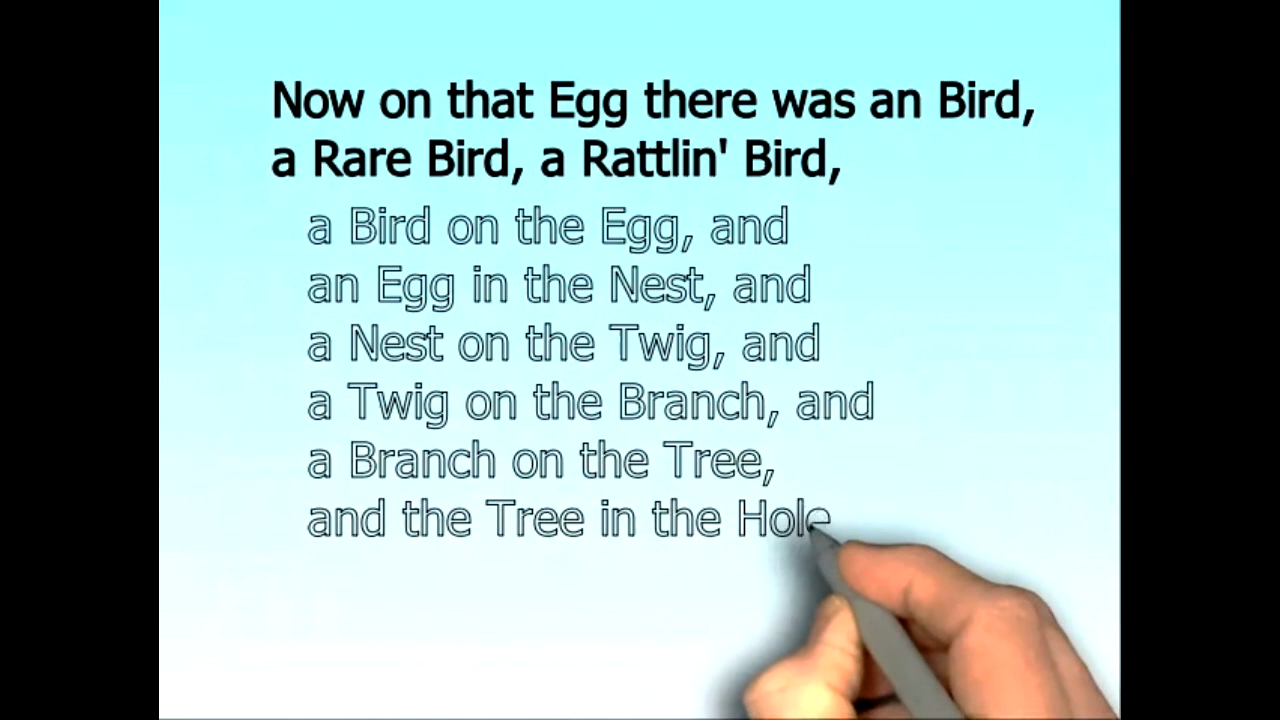 Now on that Egg there was an Bird,
a Rare Bird, a Rattlin' Bird,
a Bird on the Egg, and
an Egg in the Nest, and
a Nest on the Twig, and
a Twig on the Branch, and
a Branch on the Tree,
and the Tree in the Hole